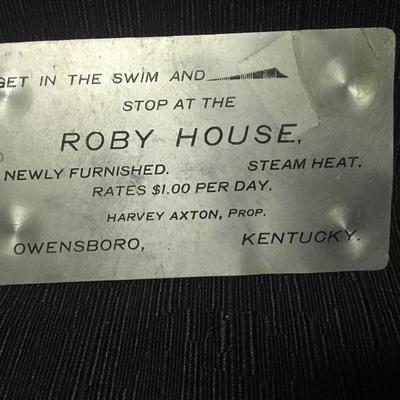 GET IN THE SWIM AND
STOP AT THE
ROBY HOUSE,
NEWLY FURNISHED. STEAM HEAT.
RATES $1.00 PER DAY.
HARVEY AXTON, PROP.
OWENSBORO, KENTUCKY.